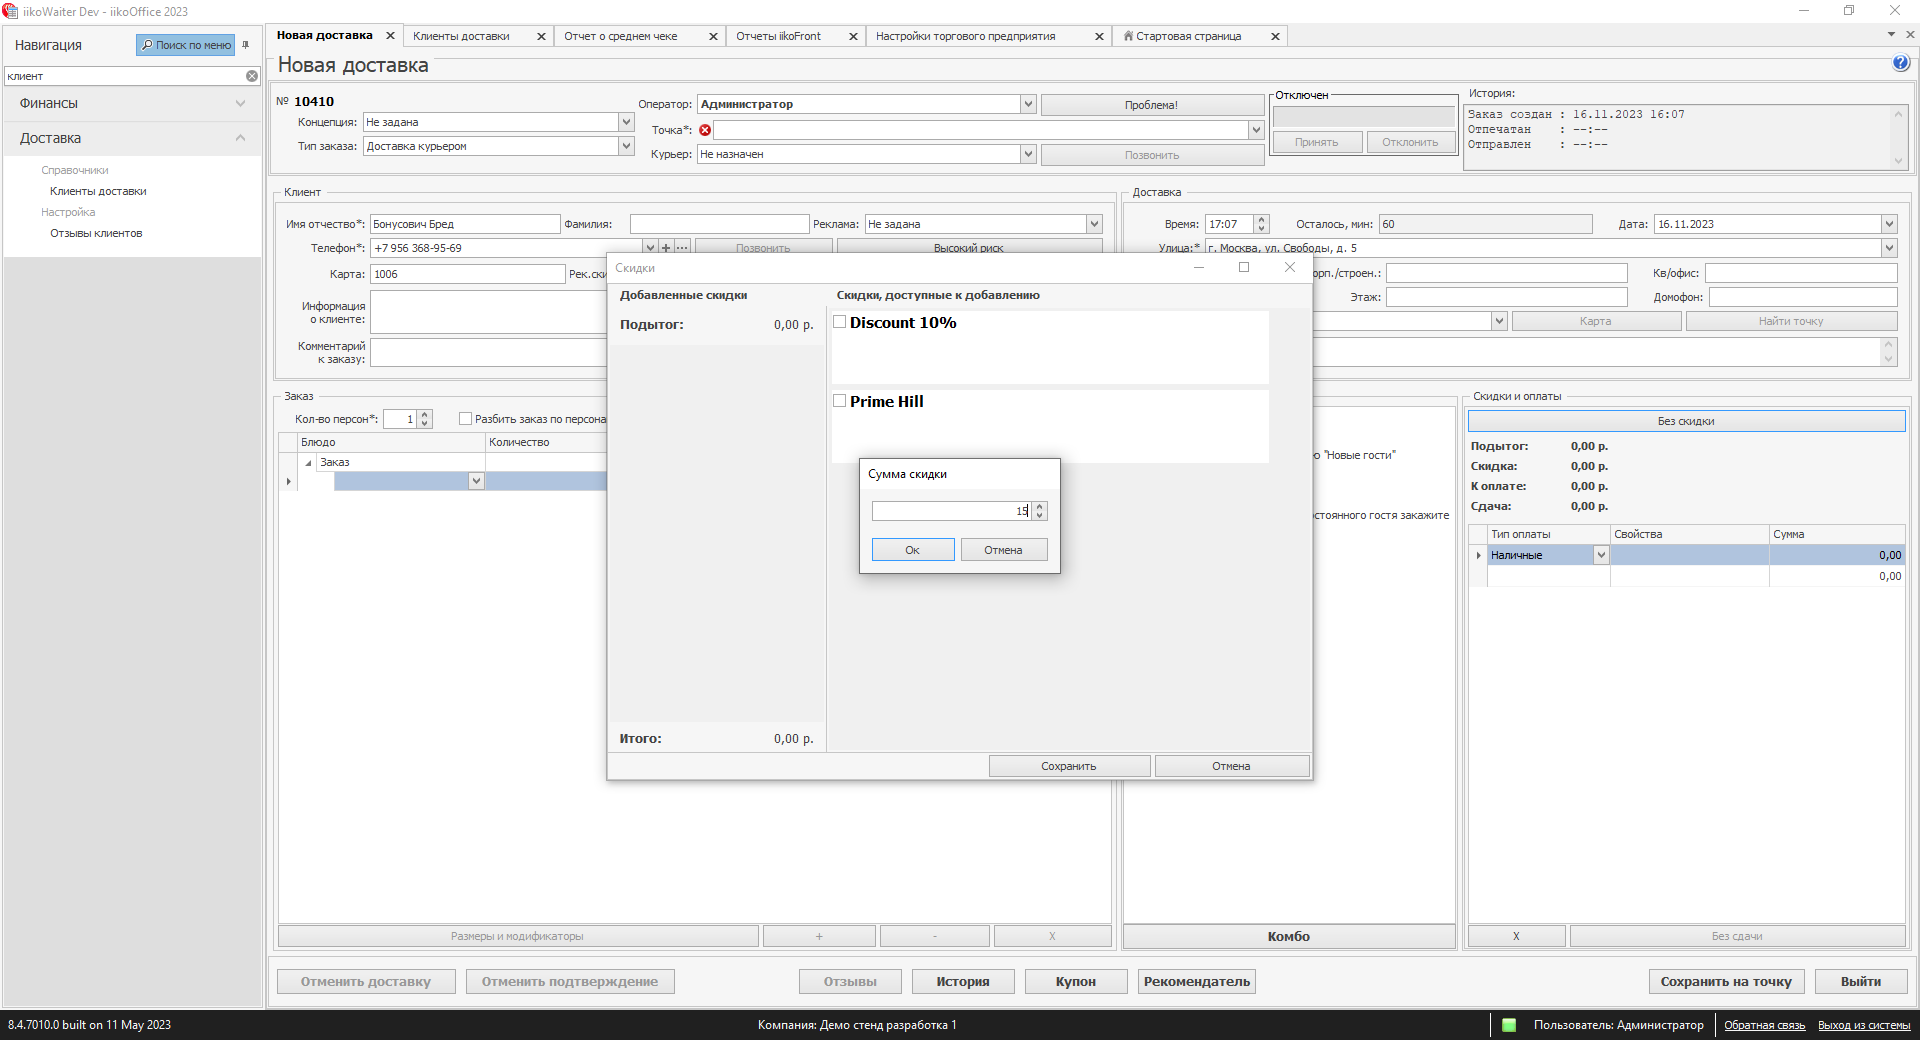 iikoWaiter Dev - iikoOffice 2023
Навигация
Поиск по меню
клиент
Финансы
Доставка
Справочники
Клиенты доставки
Настройка
Отзывы клиентов
Новая доставка
Клиенты доставки
Отчет о среднем чеке
Отчеты iikoFront
Настройки торгового предприятия
Стартовая страница
Новая доставка
№ 10410
Концепция: Не задана
Тип заказа: Доставка курьером
Оператор: Администратор
Проблема!
Точка*:
Курьер: Не назначен
Позвонить
Отключен
Принять
Отклонить
История:
Заказ создан : 16.11.2023 16:07
Отпечатан : --:--
Отправлен : --:--
Клиент
Имя отчество*: Бонусович Бред
Фамилия:
Реклама: Не задана
Телефон*: +7 956 368-95-69
Позвонить
Высокий риск
Карта: 1006
Рек.ски
Информация
о клиенте:
Комментарий
к заказу:
Доставка
Время: 17:07
Осталось, мин: 60
Дата: 16.11.2023
Улица:* г. Москва, ул. Свободы, д. 5
орп./строен.:
Кв/офис:
Этаж:
Домофон:
Карта
Найти точку
Скидки
Добавленные скидки
Скидки, доступные к добавлению
Подытог: 0,00 р.
Discount 10%
Prime Hill
Сумма скидки
15
Ок
Отмена
Итого: 0,00 р.
Сохранить
Отмена
Заказ
Кол-во персон*: 1
Разбить заказ по персона
Блюдо
Количество
Заказ
ю "Новые гости"
стоянного гостя закажите
Скидки и оплаты
Без скидки
Подытог: 0,00 р.
Скидка: 0,00 р.
К оплате: 0,00 р.
Сдача: 0,00 р.
Тип оплаты
Свойства
Сумма
Наличные
0,00
0,00
Размеры и модификаторы
+
-
X
Комбо
X
Без сдачи
Отменить доставку
Отменить подтверждение
Отзывы
История
Купон
Рекомендатель
Сохранить на точку
Выйти
8.4.7010.0 built on 11 May 2023
Компания: Демо стенд разработка 1
Пользователь: Администратор
Обратная связь
Выход из системы